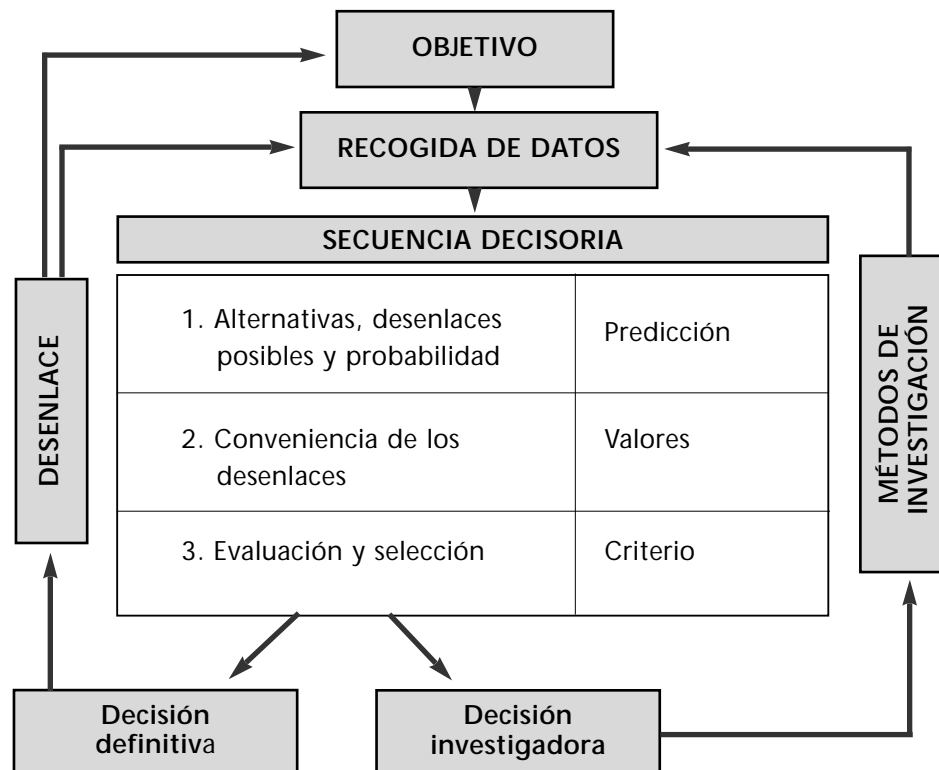 OBJETIVO
RECOGIDA DE DATOS
SECUENCIA DECISORIA
1. Alternativas, desenlaces
posibles y probabilidad
Predicción
2. Conveniencia de los
desenlaces
Valores
3. Evaluación y selección
Criterio
DESENLACE
MÉTODOS DE
INVESTIGACIÓN
Decisión
definitiva
Decisión
investigadora